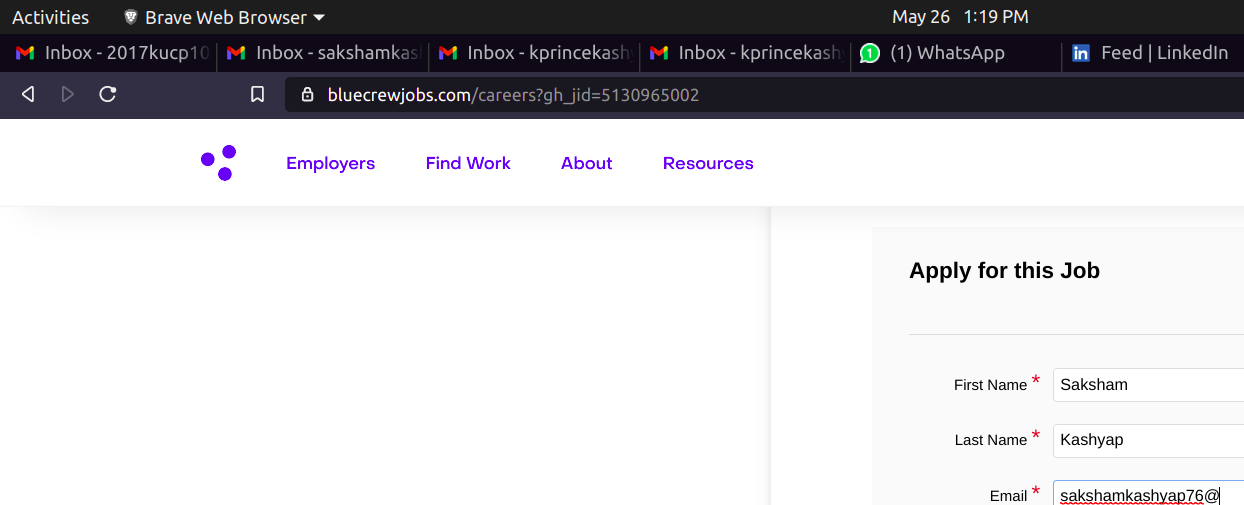 Activities Brave Web Browser May 26 1:19 PM
Inbox - 2017kucp10 Inbox - sakshamkas Inbox - kprincekash Inbox - kprincekash (1) WhatsApp Feed | LinkedIn
bluecrewjobs.com/careers?gh_jid=5130965002
Employers Find Work About Resources
Apply for this Job
First Name * Saksham
Last Name * Kashyap
Email * sakshamkashyap76@